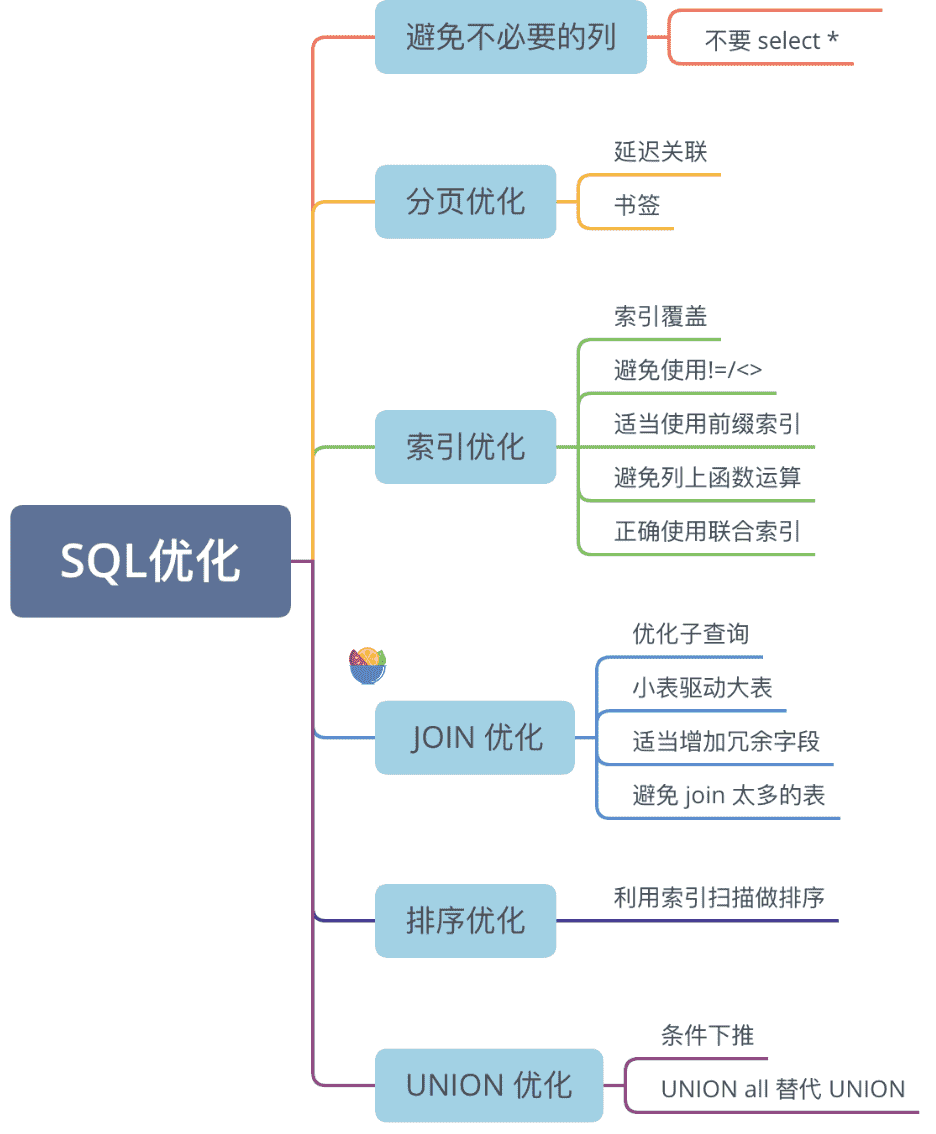 SQL优化
避免不必要的列
不要 select *
分页优化
延迟关联
书签
索引优化
索引覆盖
避免使用!=/<>
适当使用前缀索引
避免列上函数运算
正确使用联合索引
JOIN 优化
优化子查询
小表驱动大表
适当增加冗余字段
避免 join 太多的表
排序优化
利用索引扫描做排序
UNION 优化
条件下推
UNION all 替代 UNION